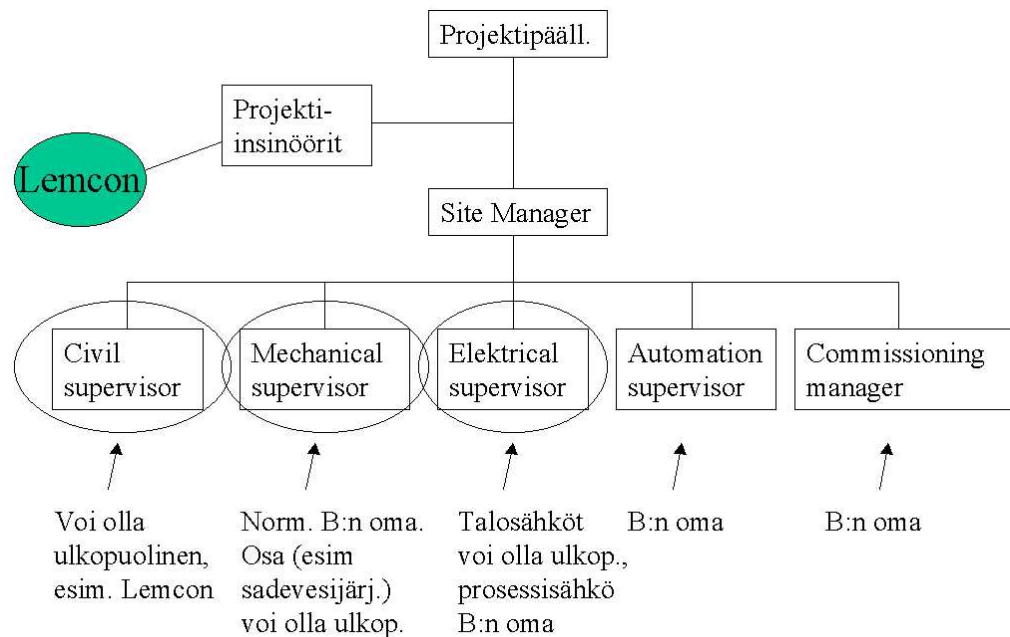 Projektipääll.
Projekti-
insinöörit
Lemcon
Site Manager
Civil
supervisor
Mechanical
supervisor
Elektrical
supervisor
Automation
supervisor
Commissioning
manager
Voi olla
ulkopuolinen,
esim. Lemcon
Norm. B:n oma.
Osa (esim
sadevesijärj.)
voi olla ulkop.
Talosähköt
voi olla ulkop.,
prosessisähkö
B:n oma
B:n oma
B:n oma